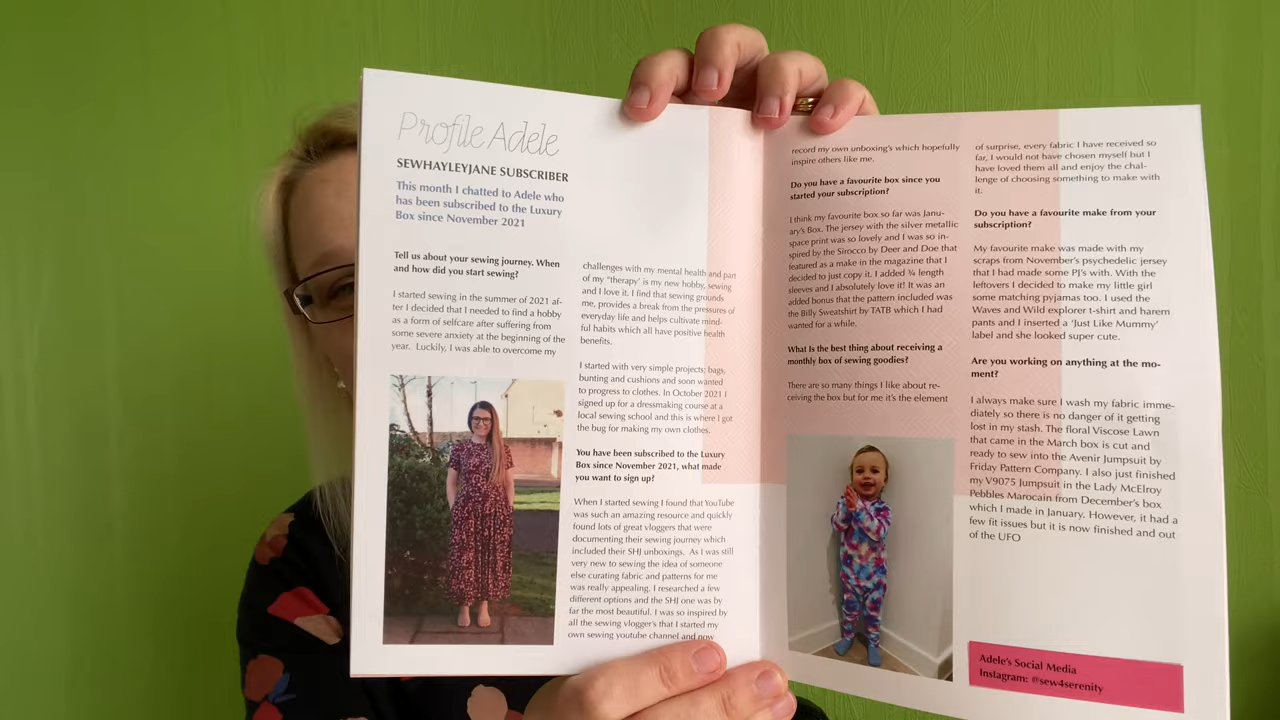 Profile Adele
SEWHAYLEYJANE SUBSCRIBER
This month I chatted to Adele who
has been subscribed to the Luxury
Box since November 2021
Tell us about your sewing journey. When
and how did you start sewing?
I started sewing in the summer of 2021 af-
ter I decided that I needed to find a hobby
as a form of selfcare after suffering from
some severe anxiety at the beginning of the
year. Luckily, I was able to overcome my
challenges with my mental health and part
of my "therapy' is my new hobby, sewing
and I love it. I find that sewing grounds
me, provides a break from the pressures of
everyday life and helps cultivate mind-
ful habits which all have positive health
benefits.
I started with very simple projects; bags,
bunting and cushions and soon wanted
to progress to clothes. In October 2021 I
signed up for a dressmaking course at a
local sewing school and this is where I got
the bug for making my own clothes.
You have been subscribed to the Luxury
Box since November 2021, what made
you want to sign up?
When I started sewing I found that YouTube
was such an amazing resource and quickly
found lots of great vloggers that were
documenting their sewing journey which
included their SHJ unboxings. As I was still
very new to sewing the idea of someone
else curating fabric and patterns for me
was really appealing. I researched a few
different options and the SHJ one was by
far the most beautiful. I was so inspired by
all the sewing vlogger's that I started my
own sewing youtube channel and now
record my own unboxing's which hopefully
inspire others like me.
Do you have a favourite box since you
started your subscription?
I think my favourite box so far was Janu-
ary's Box. The jersey with the silver metallic
space print was so lovely and I was so in-
spired by the Sirocco by Deer and Doe that
featured as a make in the magazine that I
decided to just copy it. I added ¾ length
sleeves and I absolutely love it! It was an
added bonus that the pattern included was
the Billy Sweatshirt by TATB which I had
wanted for a while.
What Is the best thing about receiving a
monthly box of sewing goodies?
There are so many things I like about re-
ceiving the box but for me it's the element
of surprise, every fabric I have received so
far, I would not have chosen myself but I
have loved them all and enjoy the chal-
lenge of choosing something to make with
it.
Do you have a favourite make from your
subscription?
My favourite make was made with my
scraps from November's psychedelic jersey
that I had made some PJ's with. With the
leftovers I decided to make my little girl
some matching pyjamas too. I used the
Waves and Wild explorer t-shirt and harem
pants and I inserted a 'Just Like Mummy'
label and she looked super cute.
Are you working on anything at the mo-
ment?
I always make sure I wash my fabric imme-
diately so there is no danger of it getting
lost in my stash. The floral Viscose Lawn
that came in the March box is cut and
ready to sew into the Avenir Jumpsuit by
Friday Pattern Company. I also just finished
my V9075 Jumpsuit in the Lady McElroy
Pebbles Marocain from December's box
which I made in January. However, it had a
few fit issues but it is now finished and out
of the UFO
Adele's Social Media
Instagram: @sew4serenity